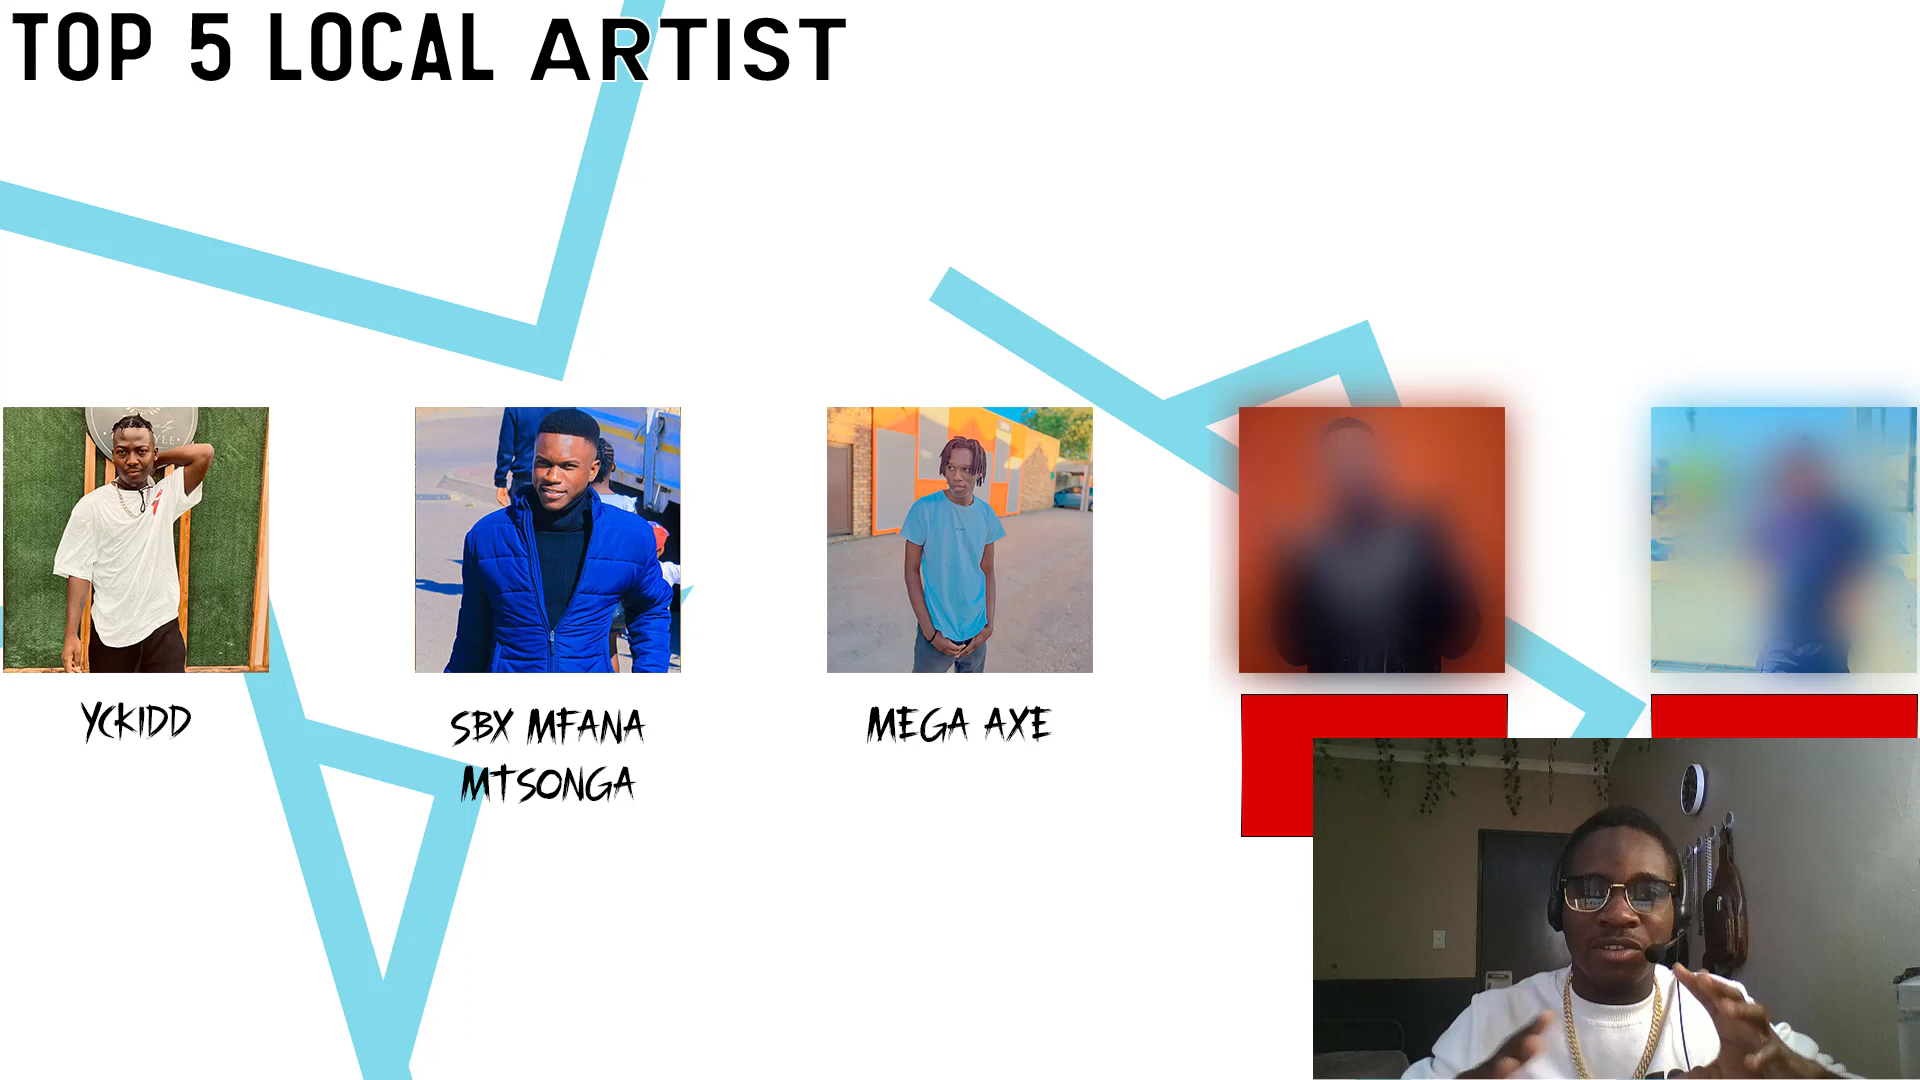 TOP 5 LOCAL ARTIST
YCKIDD
SBX MFANA
MTSONGA
MEGA AXE